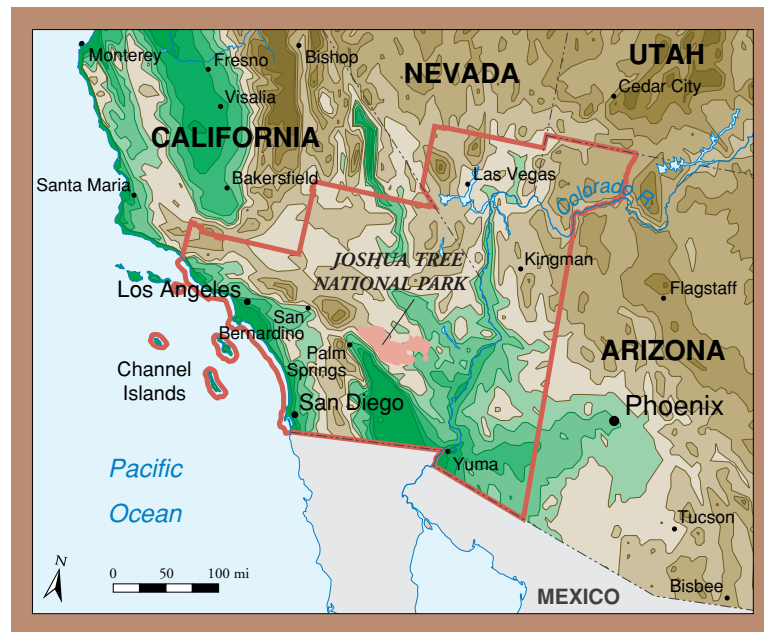 UTAH
Monterey
Fresno
Bishop
NEVADA
Cedar City
Visalia
CALIFORNIA
Santa Maria
Bakersfield
Las Vegas
Colorado R.
JOSHUA TREE
NATIONAL PARK
Kingman
Los Angeles
San
Bernardino
Flagstaff
Palm
Springs
ARIZONA
Channel
Islands
San Diego
Phoenix
Pacific
Ocean
Yuma
Tucson
N
0 50 100 mi
MEXICO
Bisbee